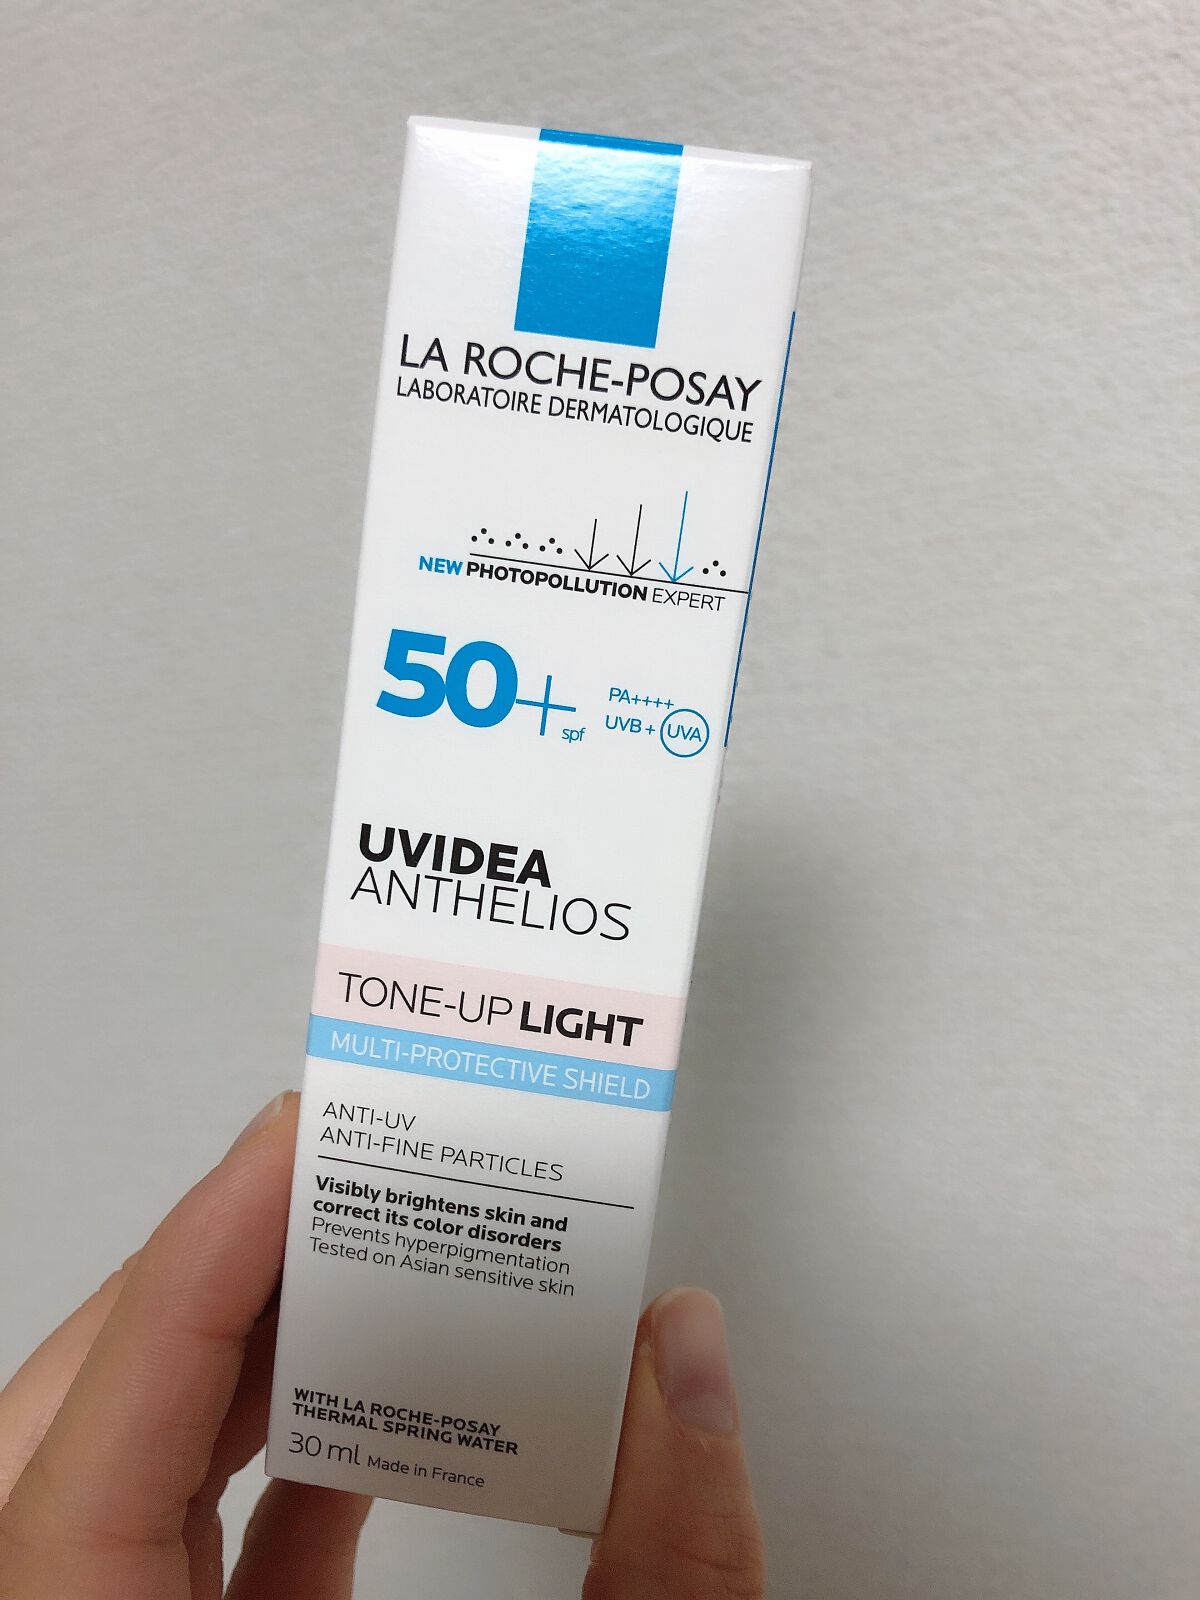 LA ROCHE-POSAY
LABORATOIRE DERMATOLOGIQUE
NEW PHOTOPOLLUTION EXPERT
50+ spf
PA++++
UVB + UVA
UVIDEA
ANTHELIOS
TONE-UP LIGHT
MULTI-PROTECTIVE SHIELD
ANTI-UV
ANTI-FINE PARTICLES
Visibly brightens skin and
correct its color disorders
Prevents hyperpigmentation
Tested on Asian sensitive skin
WITH LA ROCHE-POSAY
THERMAL SPRING WATER
30 ml Made in France